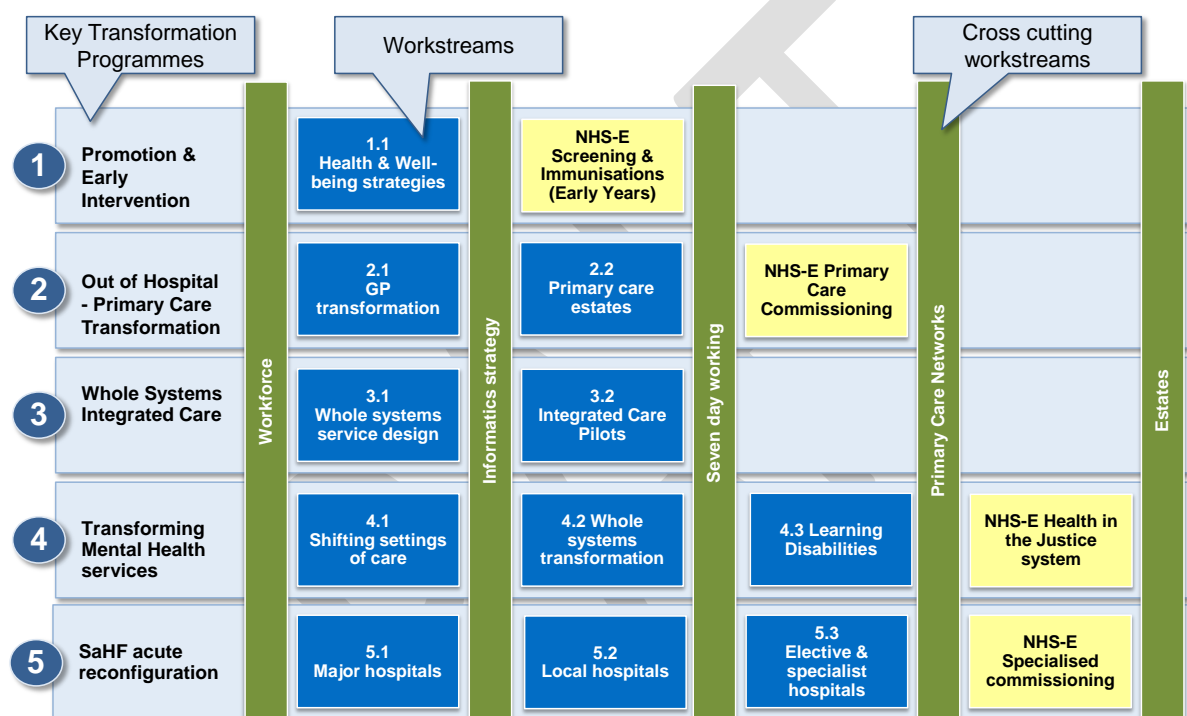 Key Transformation
Programmes
Workstreams
Cross cutting
workstreams
1
Promotion &
Early
Intervention
1.1
Health & Well-
being strategies
NHS-E
Screening &
Immunisations
(Early Years)
2
Out of Hospital
- Primary Care
Transformation
2.1
GP
transformation
2.2
Primary care
estates
NHS-E Primary
Care
Commissioning
3
Whole Systems
Integrated Care
3.1
Whole systems
service design
3.2
Integrated Care
Pilots
4
Transforming
Mental Health
services
4.1
Shifting settings
of care
4.2 Whole
systems
transformation
4.3 Learning
Disabilities
NHS-E Health in
the Justice
system
5
SaHF acute
reconfiguration
5.1
Major hospitals
5.2
Local hospitals
5.3
Elective &
specialist
hospitals
NHS-E
Specialised
commissioning
Workforce
Informatics strategy
Seven day working
Primary Care Networks
Estates